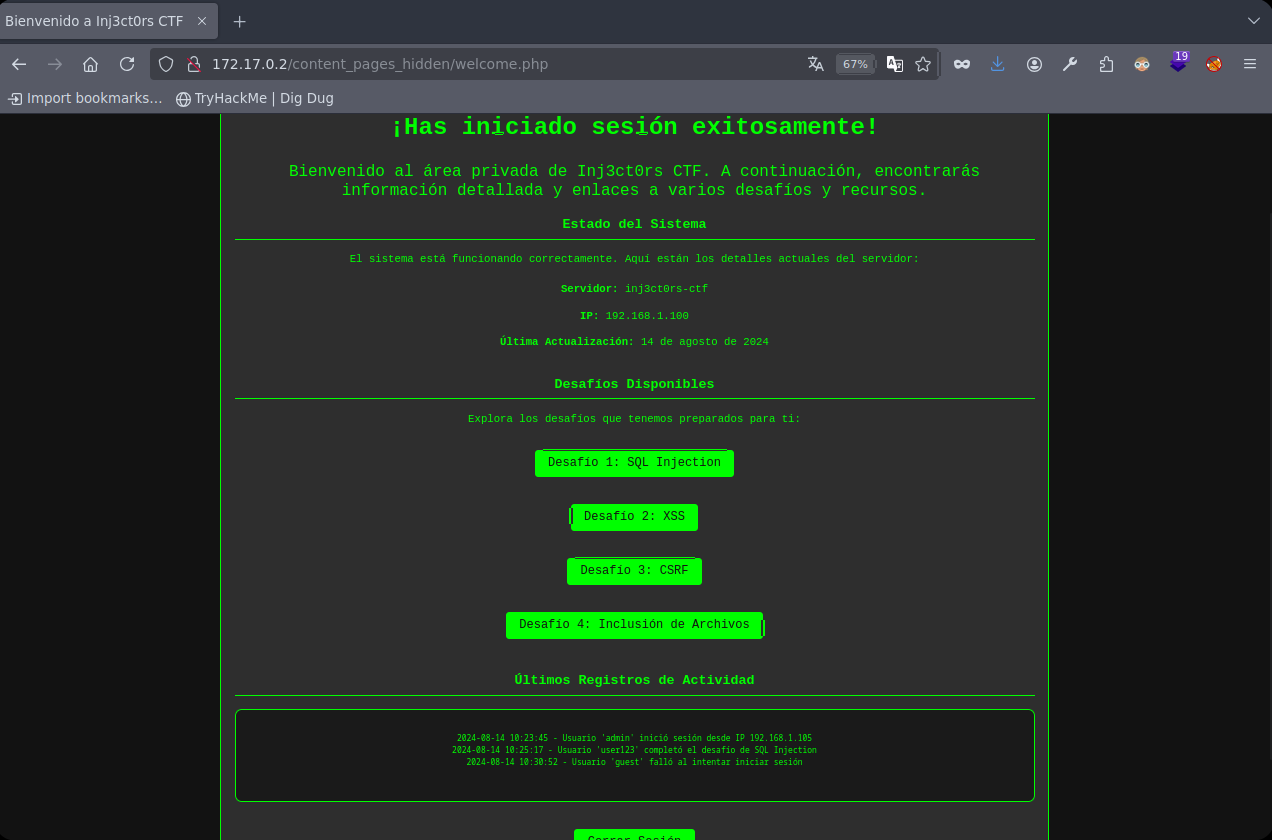 Bienvenido a Inj3ct0rs CTF
172.17.0.2/content_pages_hidden/welcome.php
67%
19
Import bookmarks...
TryHackMe | Dig Dug
¡Has iniciado sesión exitosamente!
Bienvenido al área privada de Inj3ct0rs CTF. A continuación, encontrarás
información detallada y enlaces a varios desafíos y recursos.
Estado del Sistema
El sistema está funcionando correctamente. Aquí están los detalles actuales del servidor:
Servidor: inj3ct0rs-ctf
IP: 192.168.1.100
Última Actualización: 14 de agosto de 2024
Desafíos Disponibles
Explora los desafíos que tenemos preparados para ti:
Desafío 1: SQL Injection
Desafío 2: XSS
Desafío 3: CSRF
Desafío 4: Inclusión de Archivos
Últimos Registros de Actividad
2024-08-14 10:23:45 - Usuario 'admin' inició sesión desde IP 192.168.1.105
2024-08-14 10:25:17 - Usuario 'user123' completó el desafío de SQL Injection
2024-08-14 10:30:52 - Usuario 'guest' falló al intentar iniciar sesión
Cerrar Sesión